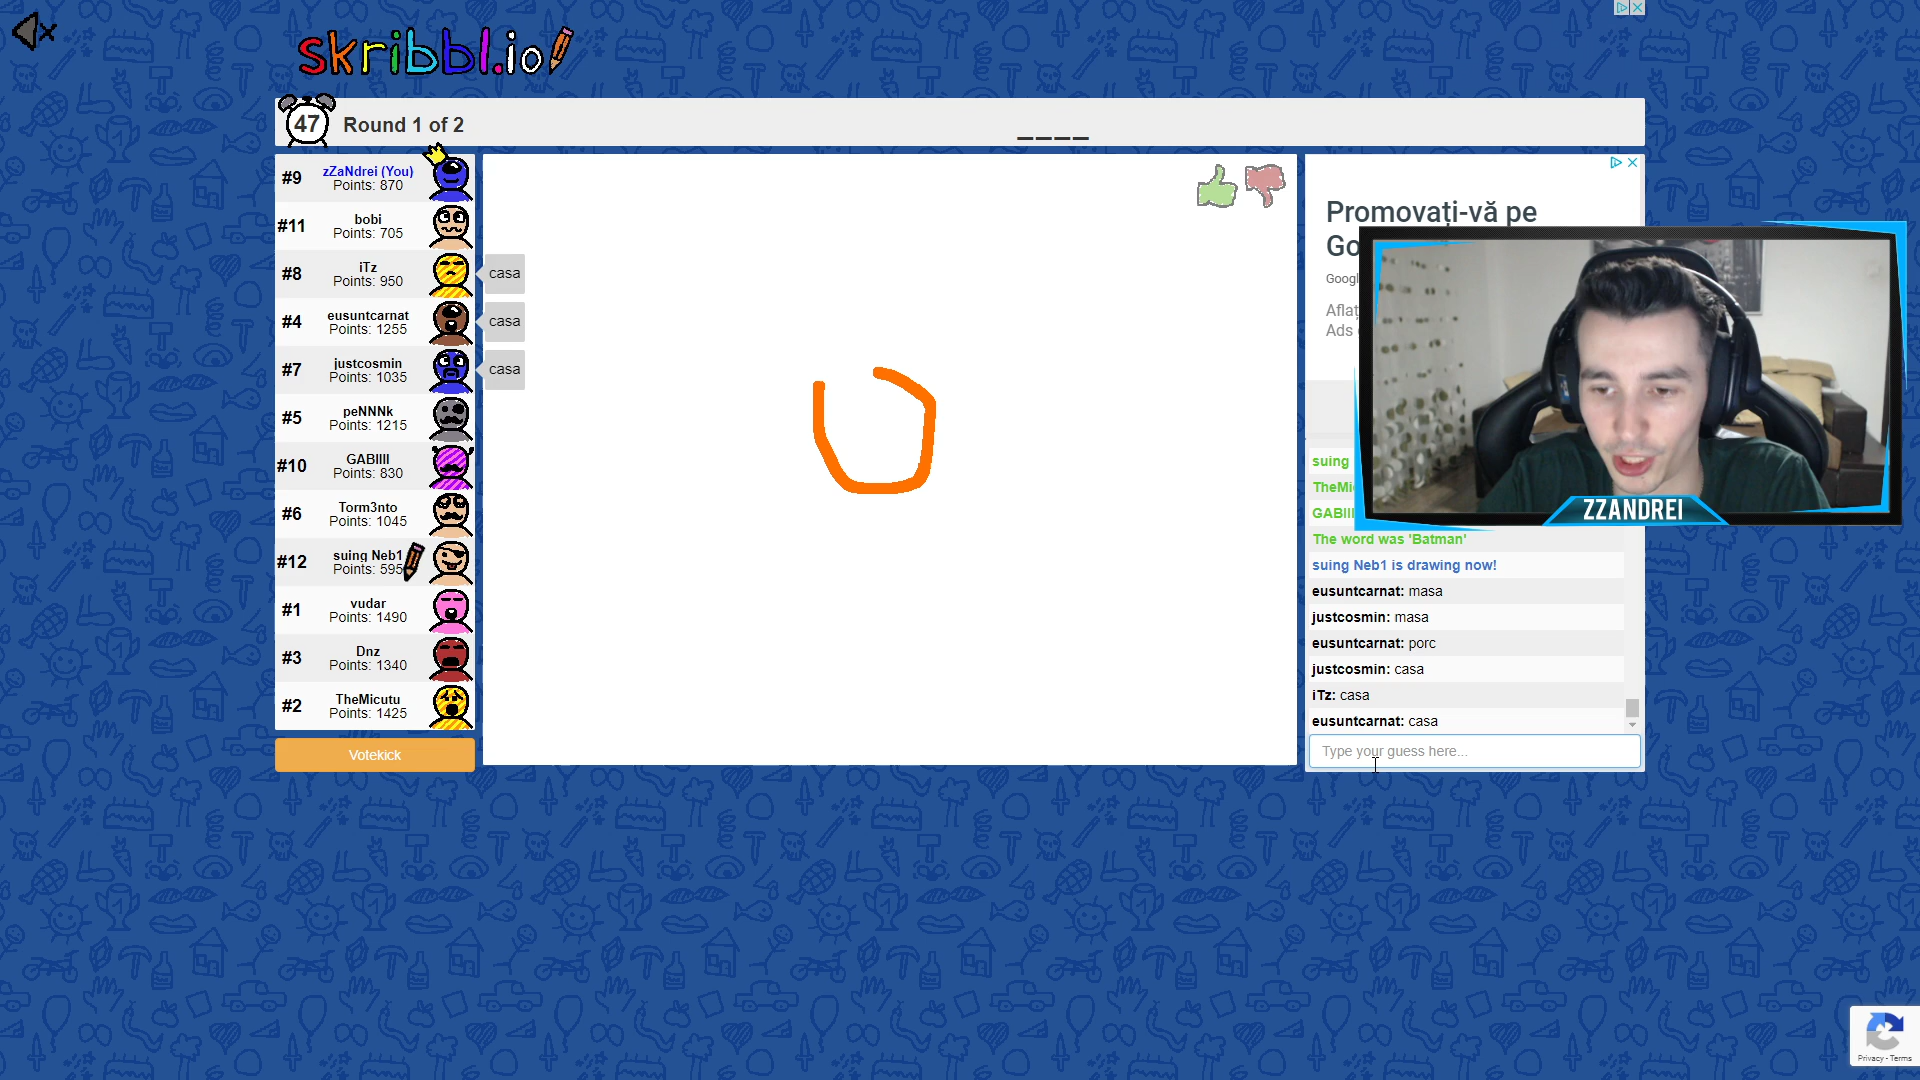 skribbl.io
47
Round 1 of 2
____
#9
zZaNdrei (You)
Points: 870
#11
bobi
Points: 705
#8
iTz
Points: 950
casa
#4
eusuntcarnat
Points: 1255
casa
#7
justcosmin
Points: 1035
casa
#5
peNNNk
Points: 1215
#10
GABIIII
Points: 830
#6
Torm3nto
Points: 1045
#12
suing Neb1
Points: 595
#1
vudar
Points: 1490
#3
Dnz
Points: 1340
#2
TheMicutu
Points: 1425
Votekick
Promovați-vă pe
Go
Googl
Aflaț
Ads
ZZANDREI
suing
TheMi
GABIII
The word was 'Batman'
suing Neb1 is drawing now!
eusuntcarnat: masa
justcosmin: masa
eusuntcarnat: porc
justcosmin: casa
iTz: casa
eusuntcarnat: casa
Type your guess here...
Privacy - Terms